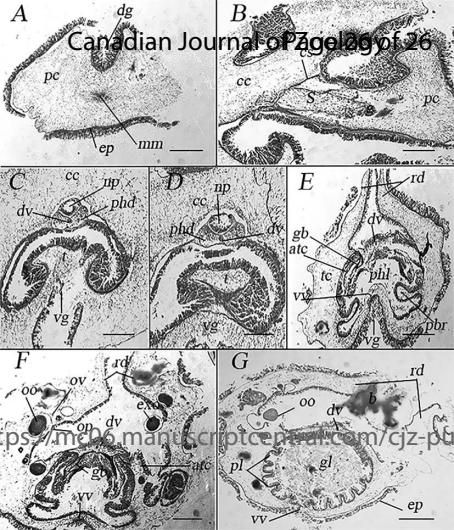 A
dg
B
Canadian Journal of Zoology
Page 26 of 26
pc
cc
c
S
pc
mm
ep
C
cc
np
phd
dv
t
vg
D
cc
np
phd
dv
t
vg
E
rd
dv
gb
atc
tc
phl
vv
vg
pbr
F
ov
oo
rd
exo
op
dv
gb
atc
vv
G
oo
rd
b
dv
pl
gl
vv
ep
https://mc06.manuscriptcentral.com/cjz-pu